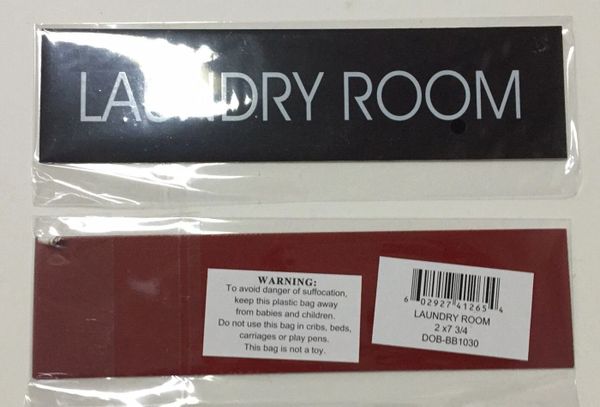 LAUNDRY ROOM
WARNING:
To avoid danger of suffocation,
keep this plastic bag away
from babies and children.
Do not use this bag in cribs, beds,
carriages or play pens.
This bag is not a toy.
6 02927 41265 4
LAUNDRY ROOM
2 x7 3/4
DOB-BB1030